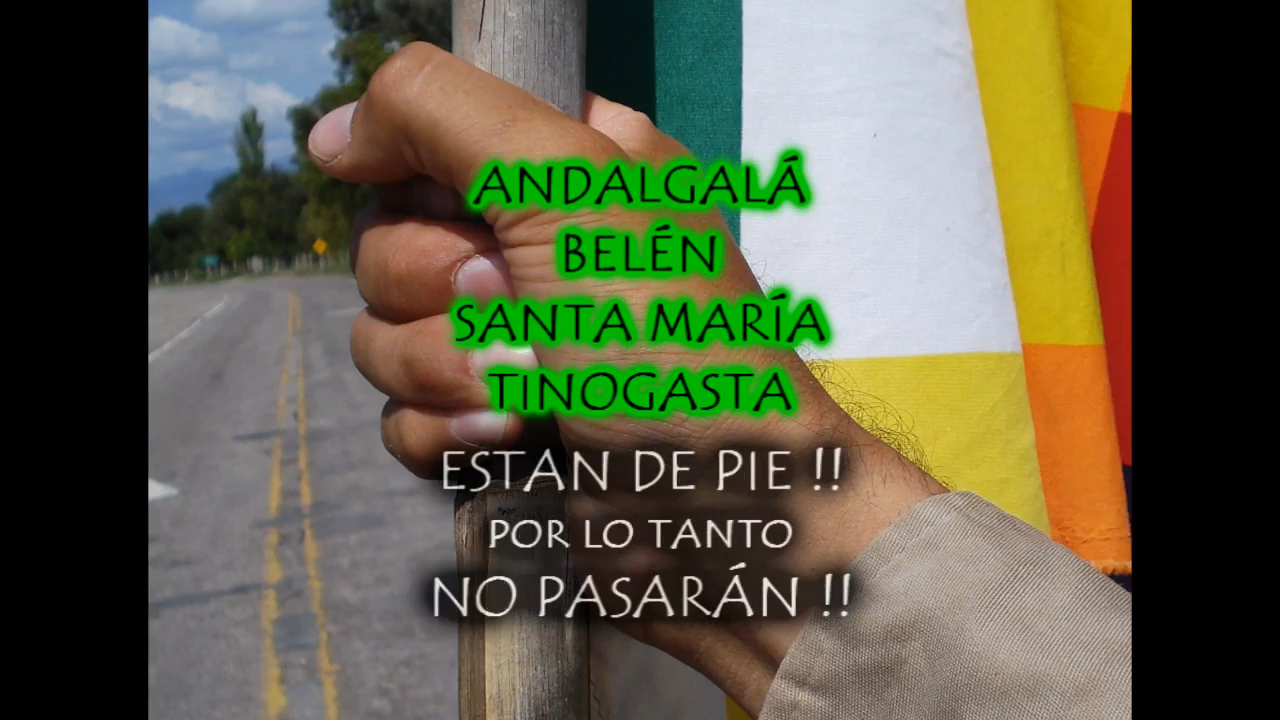 ANDALGALÁ
BELÉN
SANTA MARÍA
TINOGASTA
ESTAN DE PIE !!
POR LO TANTO
NO PASARÁN !!